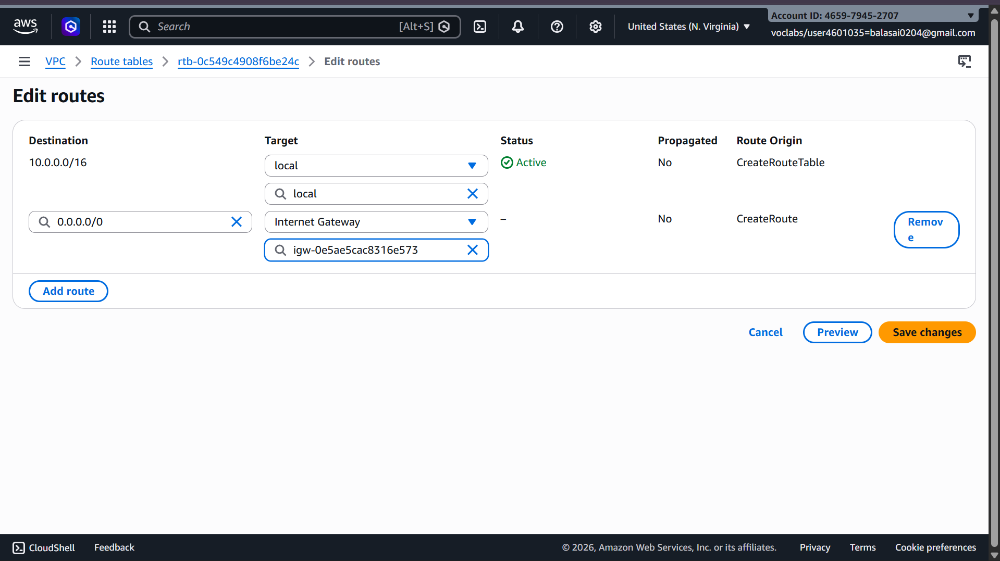 aws
Search
[Alt+S]
United States (N. Virginia)
Account ID: 4659-7945-2707
voclabs/user4601035=balasai0204@gmail.com
VPC
Route tables
rtb-0c549c4908f6be24c
Edit routes
Edit routes
Destination
Target
Status
Propagated
Route Origin
10.0.0.0/16
local
Active
No
CreateRouteTable
local
0.0.0.0/0
Internet Gateway
–
No
CreateRoute
Remov
e
igw-0e5ae5cac8316e573
Add route
Cancel
Preview
Save changes
CloudShell
Feedback
© 2026, Amazon Web Services, Inc. or its affiliates.
Privacy
Terms
Cookie preferences